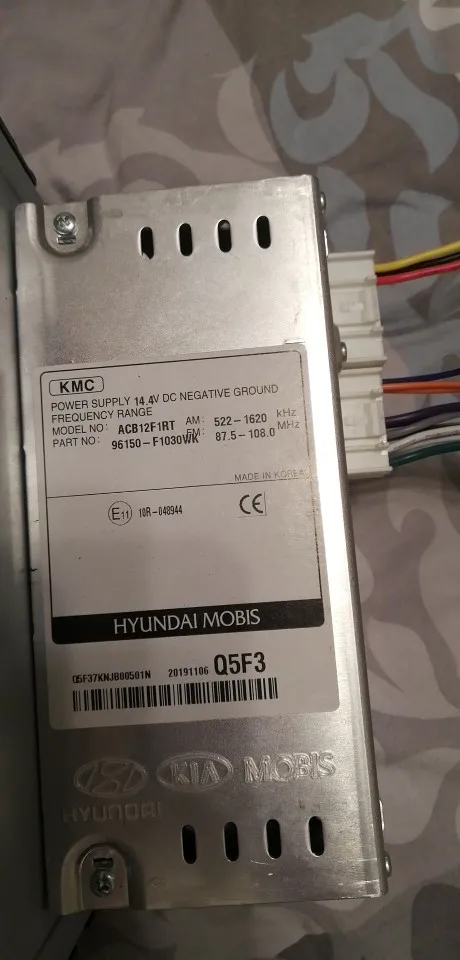 KMC
POWER SUPPLY 14.4V DC NEGATIVE GROUND
FREQUENCY RANGE
MODEL NO: ACB12F1RT AM: 522-1620 kHz
PART NO: 96150-F1030WK FM: 87.5-108.0 MHz
MADE IN KOREA
E11 10R-048944 CE
HYUNDAI MOBIS
Q5F37KNJB00501N 20191106 Q5F3
KIA MOBIS
HYUNDAI